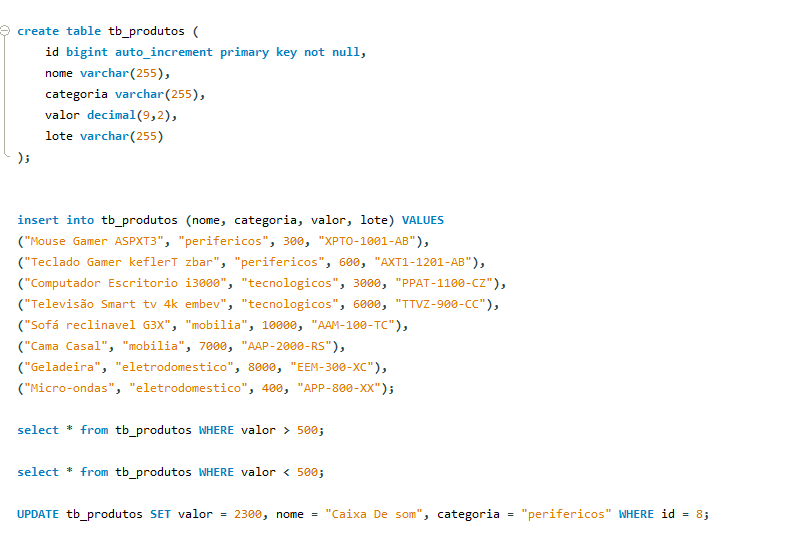 create table tb_produtos (
id bigint auto_increment primary key not null,
nome varchar(255),
categoria varchar(255),
valor decimal(9,2),
lote varchar(255)
);
insert into tb_produtos (nome, categoria, valor, lote) VALUES
("Mouse Gamer ASPXT3", "perifericos", 300, "XPTO-1001-AB"),
("Teclado Gamer keflerT zbar", "perifericos", 600, "AXT1-1201-AB"),
("Computador Escritorio i3000", "tecnologicos", 3000, "PPAT-1100-CZ"),
("Televisão Smart tv 4k embev", "tecnologicos", 6000, "TTVZ-900-CC"),
("Sofá reclinavel G3X", "mobilia", 10000, "AAM-100-TC"),
("Cama Casal", "mobilia", 7000, "AAP-2000-RS"),
("Geladeira", "eletrodomestico", 8000, "EEM-300-XC"),
("Micro-ondas", "eletrodomestico", 400, "APP-800-XX");
select * from tb_produtos WHERE valor > 500;
select * from tb_produtos WHERE valor < 500;
UPDATE tb_produtos SET valor = 2300, nome = "Caixa De som", categoria = "perifericos" WHERE id = 8;